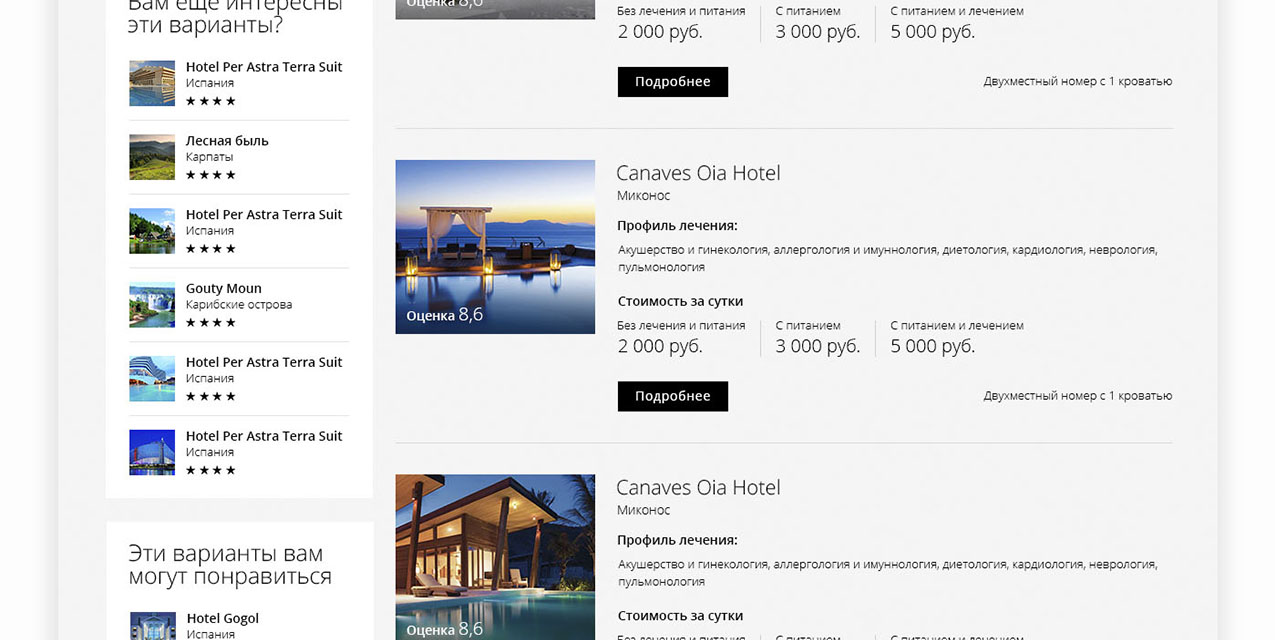 Вам еще интересны
эти варианты?
Hotel Per Astra Terra Suit
Испания
★ ★ ★ ★
Лесная быль
Карпаты
★ ★ ★ ★
Hotel Per Astra Terra Suit
Испания
★ ★ ★ ★
Gouty Moun
Карибские острова
★ ★ ★ ★
Hotel Per Astra Terra Suit
Испания
★ ★ ★ ★
Hotel Per Astra Terra Suit
Испания
★ ★ ★ ★
Эти варианты вам
могут понравиться
Hotel Gogol
Испания
Оценка 8,6
Без лечения и питания
2 000 руб.
С питанием
3 000 руб.
С питанием и лечением
5 000 руб.
Подробнее
Двухместный номер с 1 кроватью
Оценка 8,6
Canaves Oia Hotel
Миконос
Профиль лечения:
Акушерство и гинекология, аллергология и имуннология, диетология, кардиология, неврология,
пульмонология
Стоимость за сутки
Без лечения и питания
2 000 руб.
С питанием
3 000 руб.
С питанием и лечением
5 000 руб.
Подробнее
Двухместный номер с 1 кроватью
Оценка 8,6
Canaves Oia Hotel
Миконос
Профиль лечения:
Акушерство и гинекология, аллергология и имуннология, диетология, кардиология, неврология,
пульмонология
Стоимость за сутки
Без лечения и питания
С питанием
С питанием и лечением